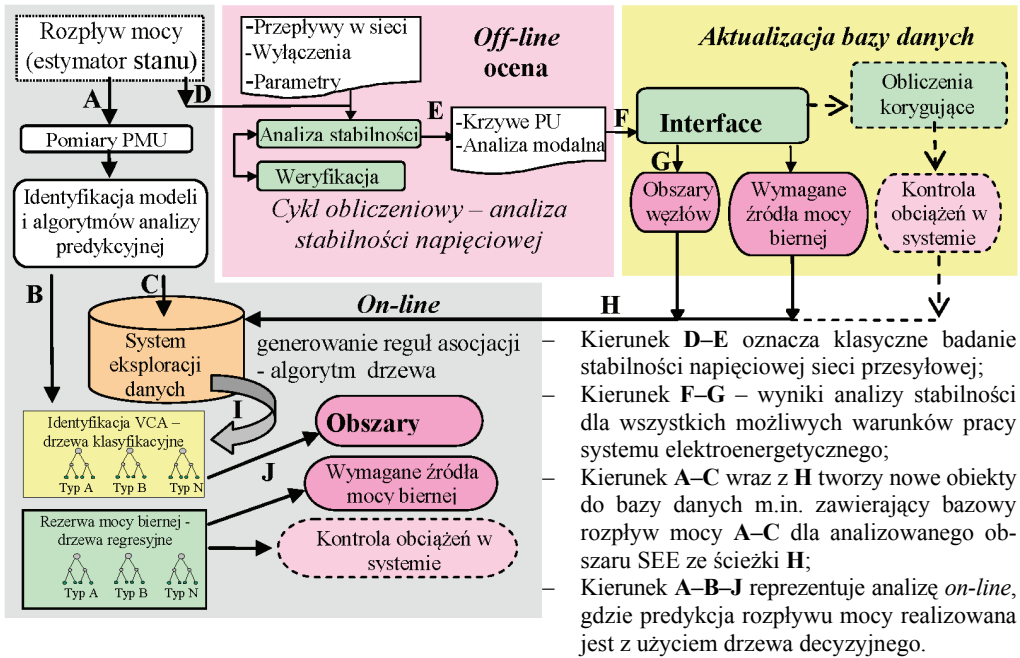 Rozpływ mocy
(estymator stanu)
A
D
Pomiary PMU
Identyfikacja modeli
i algorytmów analizy
predykcyjnej
B
C
-Przepływy w sieci
-Wyłączenia
-Parametry
Off-line
ocena
Analiza stabilności
Weryfikacja
E
-Krzywe PU
-Analiza modalna
Cykl obliczeniowy – analiza
stabilności napięciowej
Aktualizacja bazy danych
F
Interface
Obliczenia
korygujące
G
Obszary
węzłów
Wymagane
źródła mocy
biernej
Kontrola
obciążeń w
systemie
On-line
H
System
eksploracji
danych
generowanie reguł asocjacji
- algorytm drzewa
I
Identyfikacja VCA –
drzewa klasyfikacyjne
Typ A Typ B Typ N
J
Obszary
Wymagane źródła
mocy biernej
Rezerwa mocy biernej -
drzewa regresyjne
Typ A Typ B Typ N
Kontrola obciążeń w
systemie
– Kierunek D–E oznacza klasyczne badanie
stabilności napięciowej sieci przesyłowej;
– Kierunek F–G – wyniki analizy stabilności
dla wszystkich możliwych warunków pracy
systemu elektroenergetycznego;
– Kierunek A–C wraz z H tworzy nowe obiekty
do bazy danych m.in. zawierający bazowy
rozpływ mocy A–C dla analizowanego ob-
szaru SEE ze ścieżki H;
– Kierunek A–B–J reprezentuje analizę on-line,
gdzie predykcja rozpływu mocy realizowana
jest z użyciem drzewa decyzyjnego.